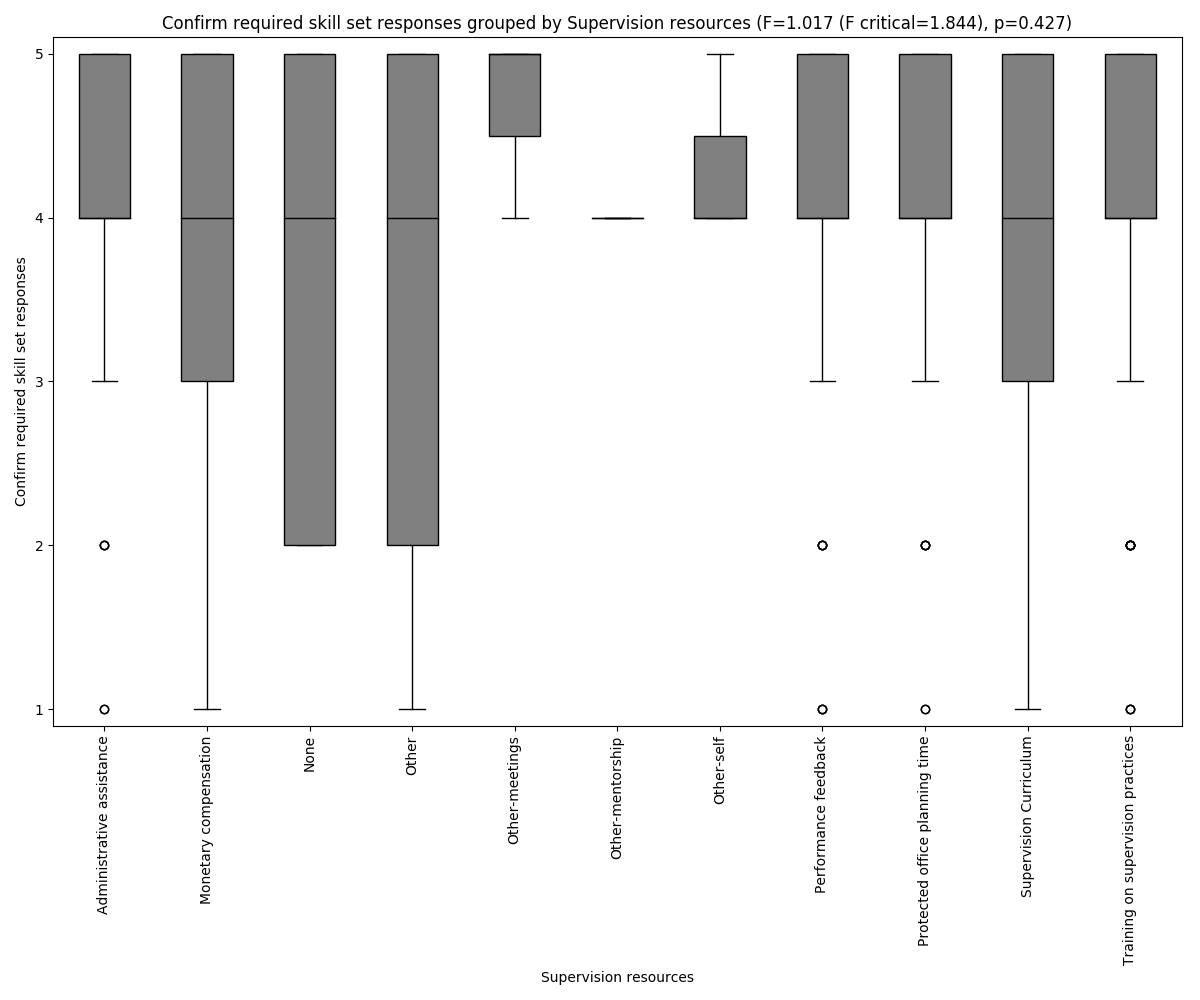 Confirm required skill set responses grouped by Supervision resources (F=1.017 (F critical=1.844), p=0.427)
Confirm required skill set responses
5
4
3
2
1
Administrative assistance
Monetary compensation
None
Other
Other-meetings
Other-mentorship
Other-self
Performance feedback
Protected office planning time
Supervision Curriculum
Training on supervision practices
Supervision resources